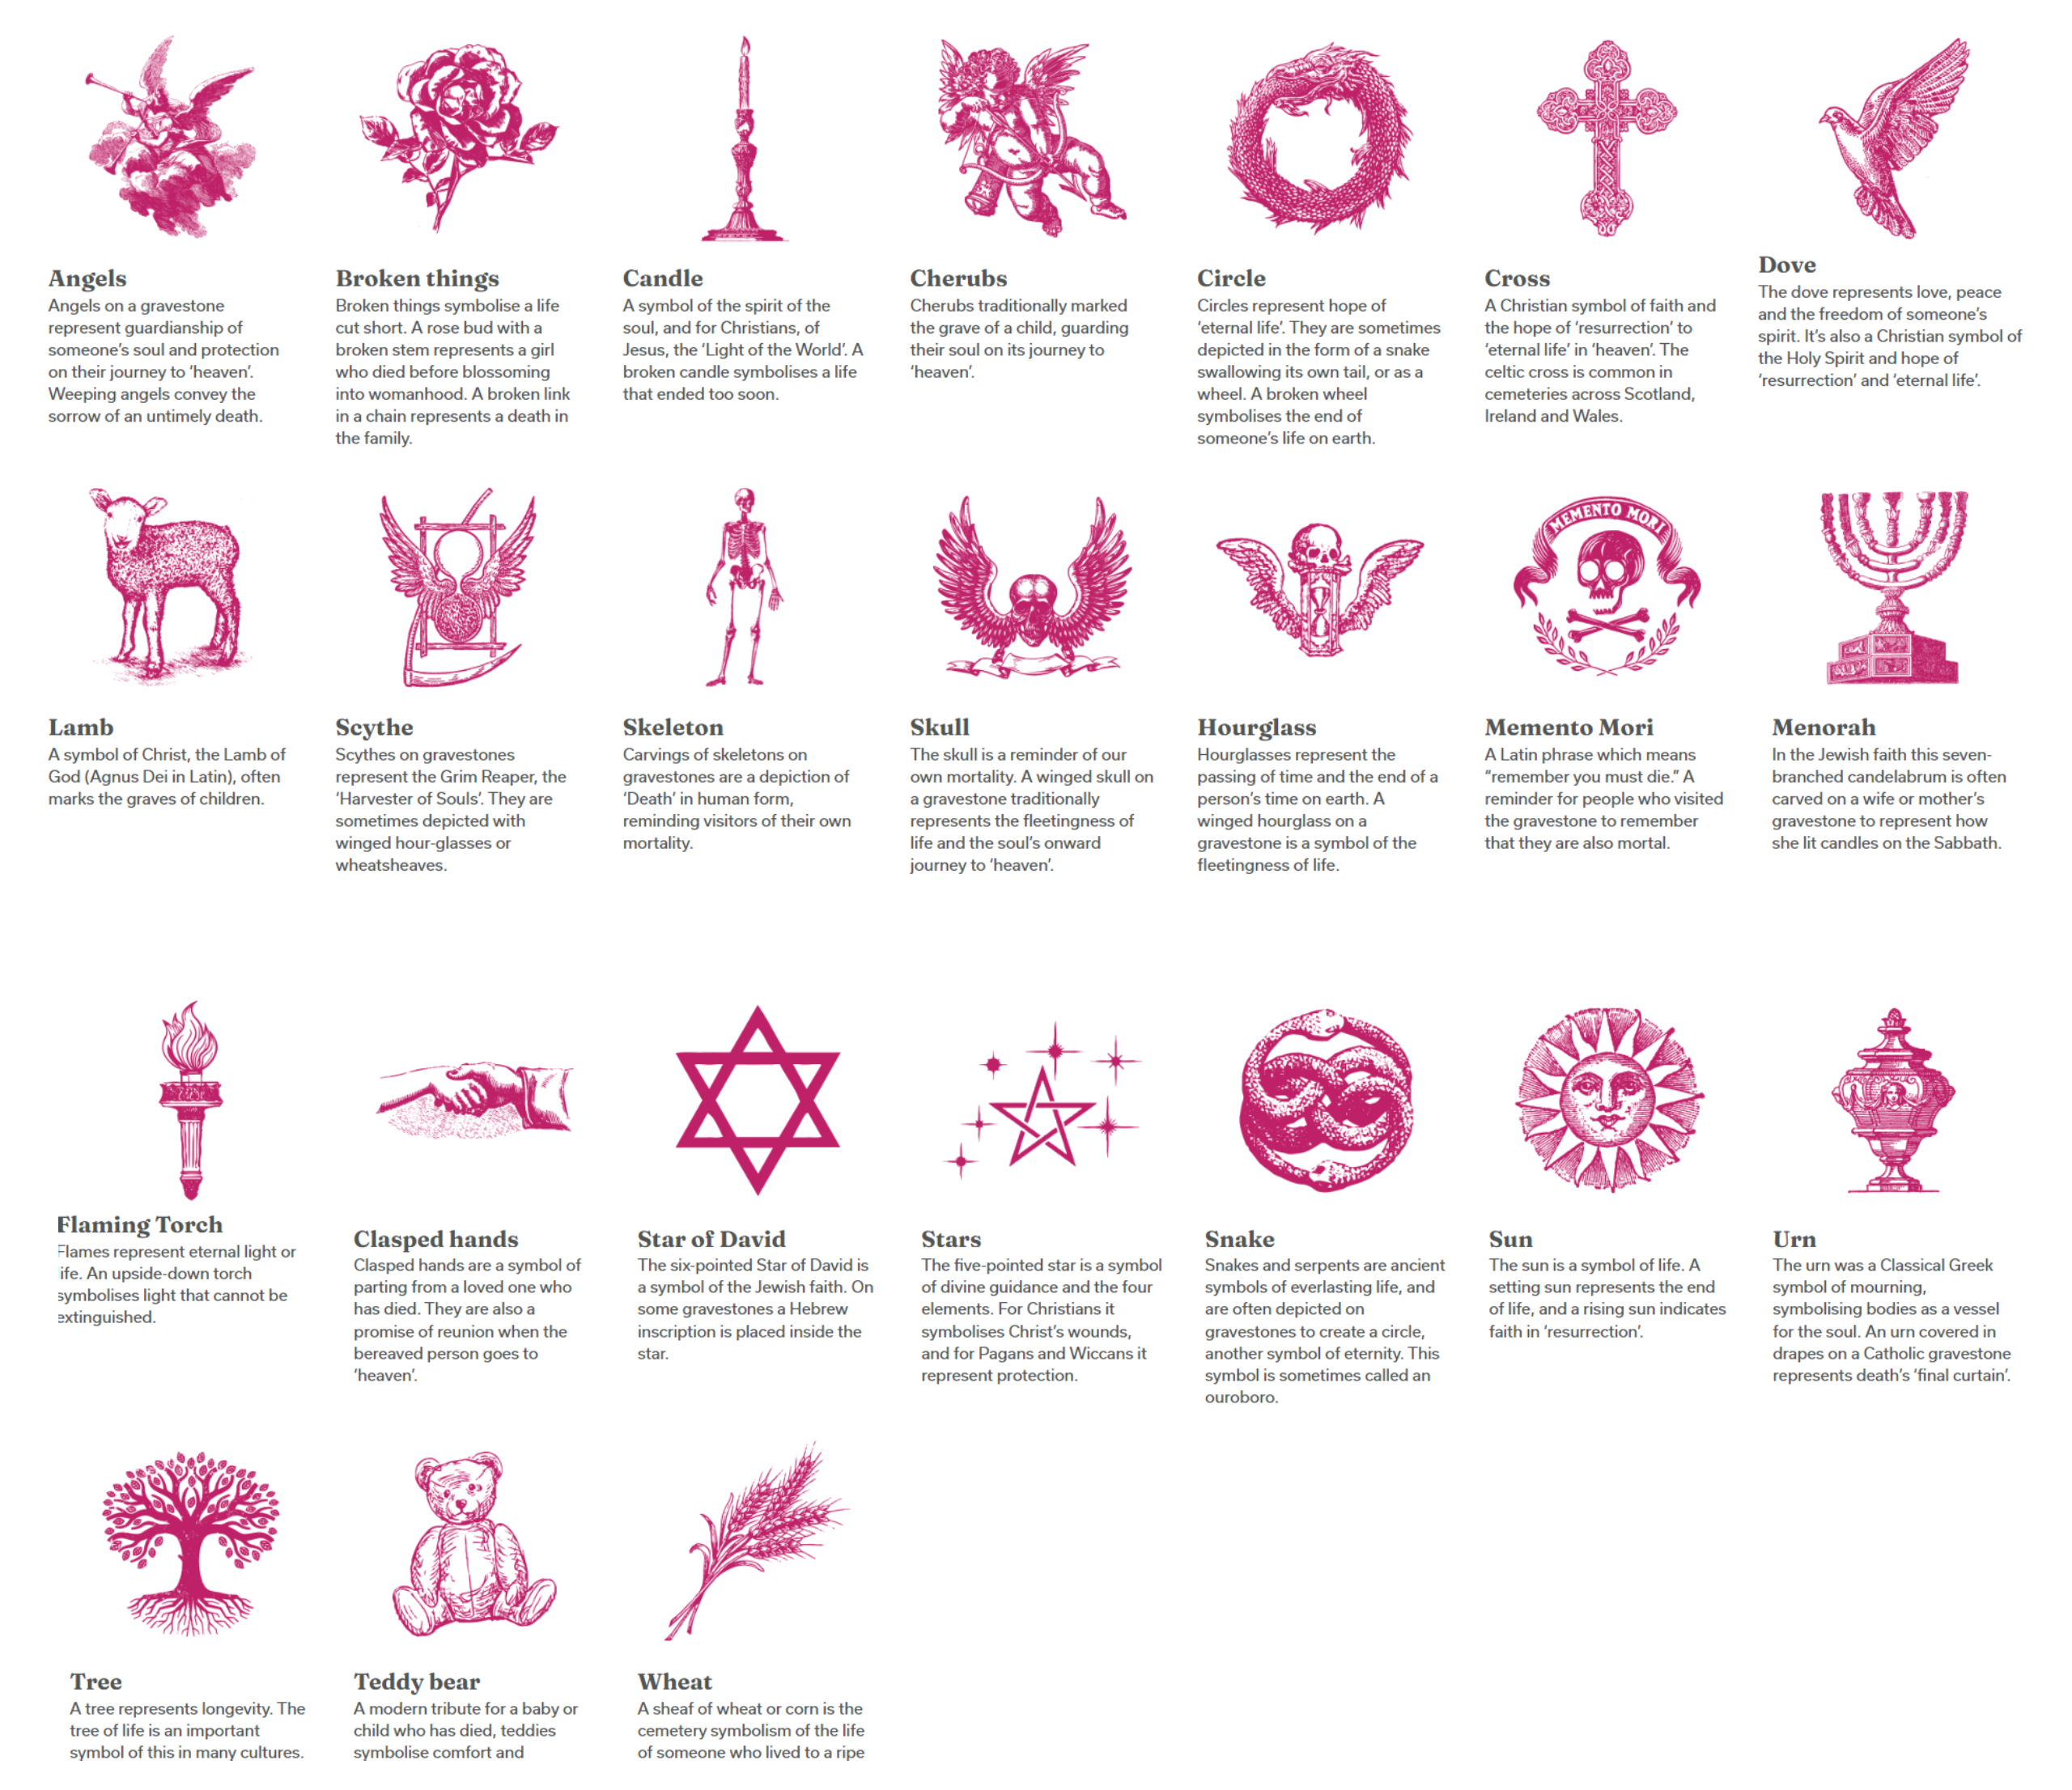 Angels
Angels on a gravestone
represent guardianship of
someone's soul and protection
on their journey to 'heaven'.
Weeping angels convey the
sorrow of an untimely death.
Broken things
Broken things symbolise a life
cut short. A rose bud with a
broken stem represents a girl
who died before blossoming
into womanhood. A broken link
in a chain represents a death in
the family.
Candle
A symbol of the spirit of the
soul, and for Christians, of
Jesus, the 'Light of the World'. A
broken candle symbolises a life
that ended too soon.
Cherubs
Cherubs traditionally marked
the grave of a child, guarding
their soul on its journey to
'heaven'.
Circle
Circles represent hope of
'eternal life'. They are sometimes
depicted in the form of a snake
swallowing its own tail, or as a
wheel. A broken wheel
symbolises the end of
someone's life on earth.
Cross
A Christian symbol of faith and
the hope of 'resurrection' to
'eternal life' in 'heaven'. The
celtic cross is common in
cemeteries across Scotland,
Ireland and Wales.
Dove
The dove represents love, peace
and the freedom of someone's
spirit. It's also a Christian symbol of
the Holy Spirit and hope of
'resurrection' and 'eternal life'.
MEMENTO MORI
Lamb
A symbol of Christ, the Lamb of
God (Agnus Dei in Latin), often
marks the graves of children.
Scythe
Scythes on gravestones
represent the Grim Reaper, the
'Harvester of Souls'. They are
sometimes depicted with
winged hour-glasses or
wheatsheaves.
Skeleton
Carvings of skeletons on
gravestones are a depiction of
'Death' in human form,
reminding visitors of their own
mortality.
Skull
The skull is a reminder of our
own mortality. A winged skull on
a gravestone traditionally
represents the fleetingness of
life and the soul's onward
journey to 'heaven'.
Hourglass
Hourglasses represent the
passing of time and the end of a
person's time on earth. A
winged hourglass on a
gravestone is a symbol of the
fleetingness of life.
Memento Mori
A Latin phrase which means
"remember you must die." A
reminder for people who visited
the gravestone to remember
that they are also mortal.
Menorah
In the Jewish faith this seven-
branched candelabrum is often
carved on a wife or mother's
gravestone to represent how
she lit candles on the Sabbath.
Flaming Torch
Flames represent eternal light or
life. An upside-down torch
symbolises light that cannot be
extinguished.
Clasped hands
Clasped hands are a symbol of
parting from a loved one who
has died. They are also a
promise of reunion when the
bereaved person goes to
'heaven'.
Star of David
The six-pointed Star of David is
a symbol of the Jewish faith. On
some gravestones a Hebrew
inscription is placed inside the
star.
Stars
The five-pointed star is a symbol
of divine guidance and the four
elements. For Christians it
symbolises Christ's wounds,
and for Pagans and Wiccans it
represent protection.
Snake
Snakes and serpents are ancient
symbols of everlasting life, and
are often depicted on
gravestones to create a circle,
another symbol of eternity. This
symbol is sometimes called an
ouroboro.
Sun
The sun is a symbol of life. A
setting sun represents the end
of life, and a rising sun indicates
faith in 'resurrection'.
Urn
The urn was a Classical Greek
symbol of mourning,
symbolising bodies as a vessel
for the soul. An urn covered in
drapes on a Catholic gravestone
represents death's 'final curtain'.
Tree
A tree represents longevity. The
tree of life is an important
symbol of this in many cultures.
Teddy bear
A modern tribute for a baby or
child who has died, teddies
symbolise comfort and
Wheat
A sheaf of wheat or corn is the
cemetery symbolism of the life
of someone who lived to a ripe